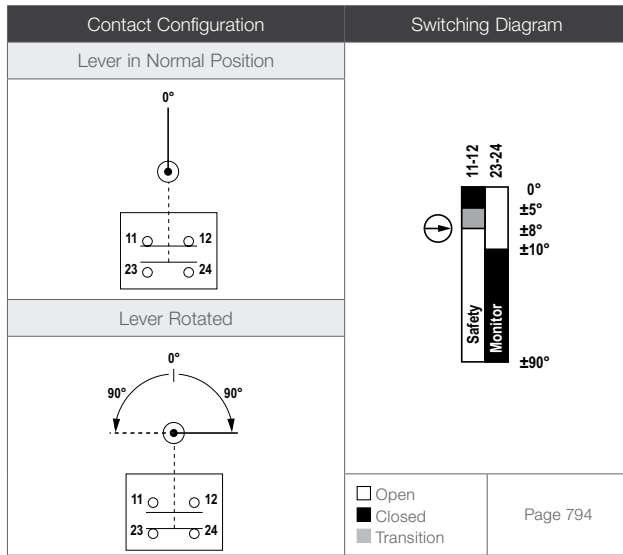 Contact Configuration
Switching Diagram
Lever in Normal Position
0°
11 12
23 24
Lever Rotated
0°
90° 90°
11 12
23 24
11-12 23-24
0°
±5°
±8°
±10°
Safety Monitor
±90°
Open
Closed
Transition
Page 794